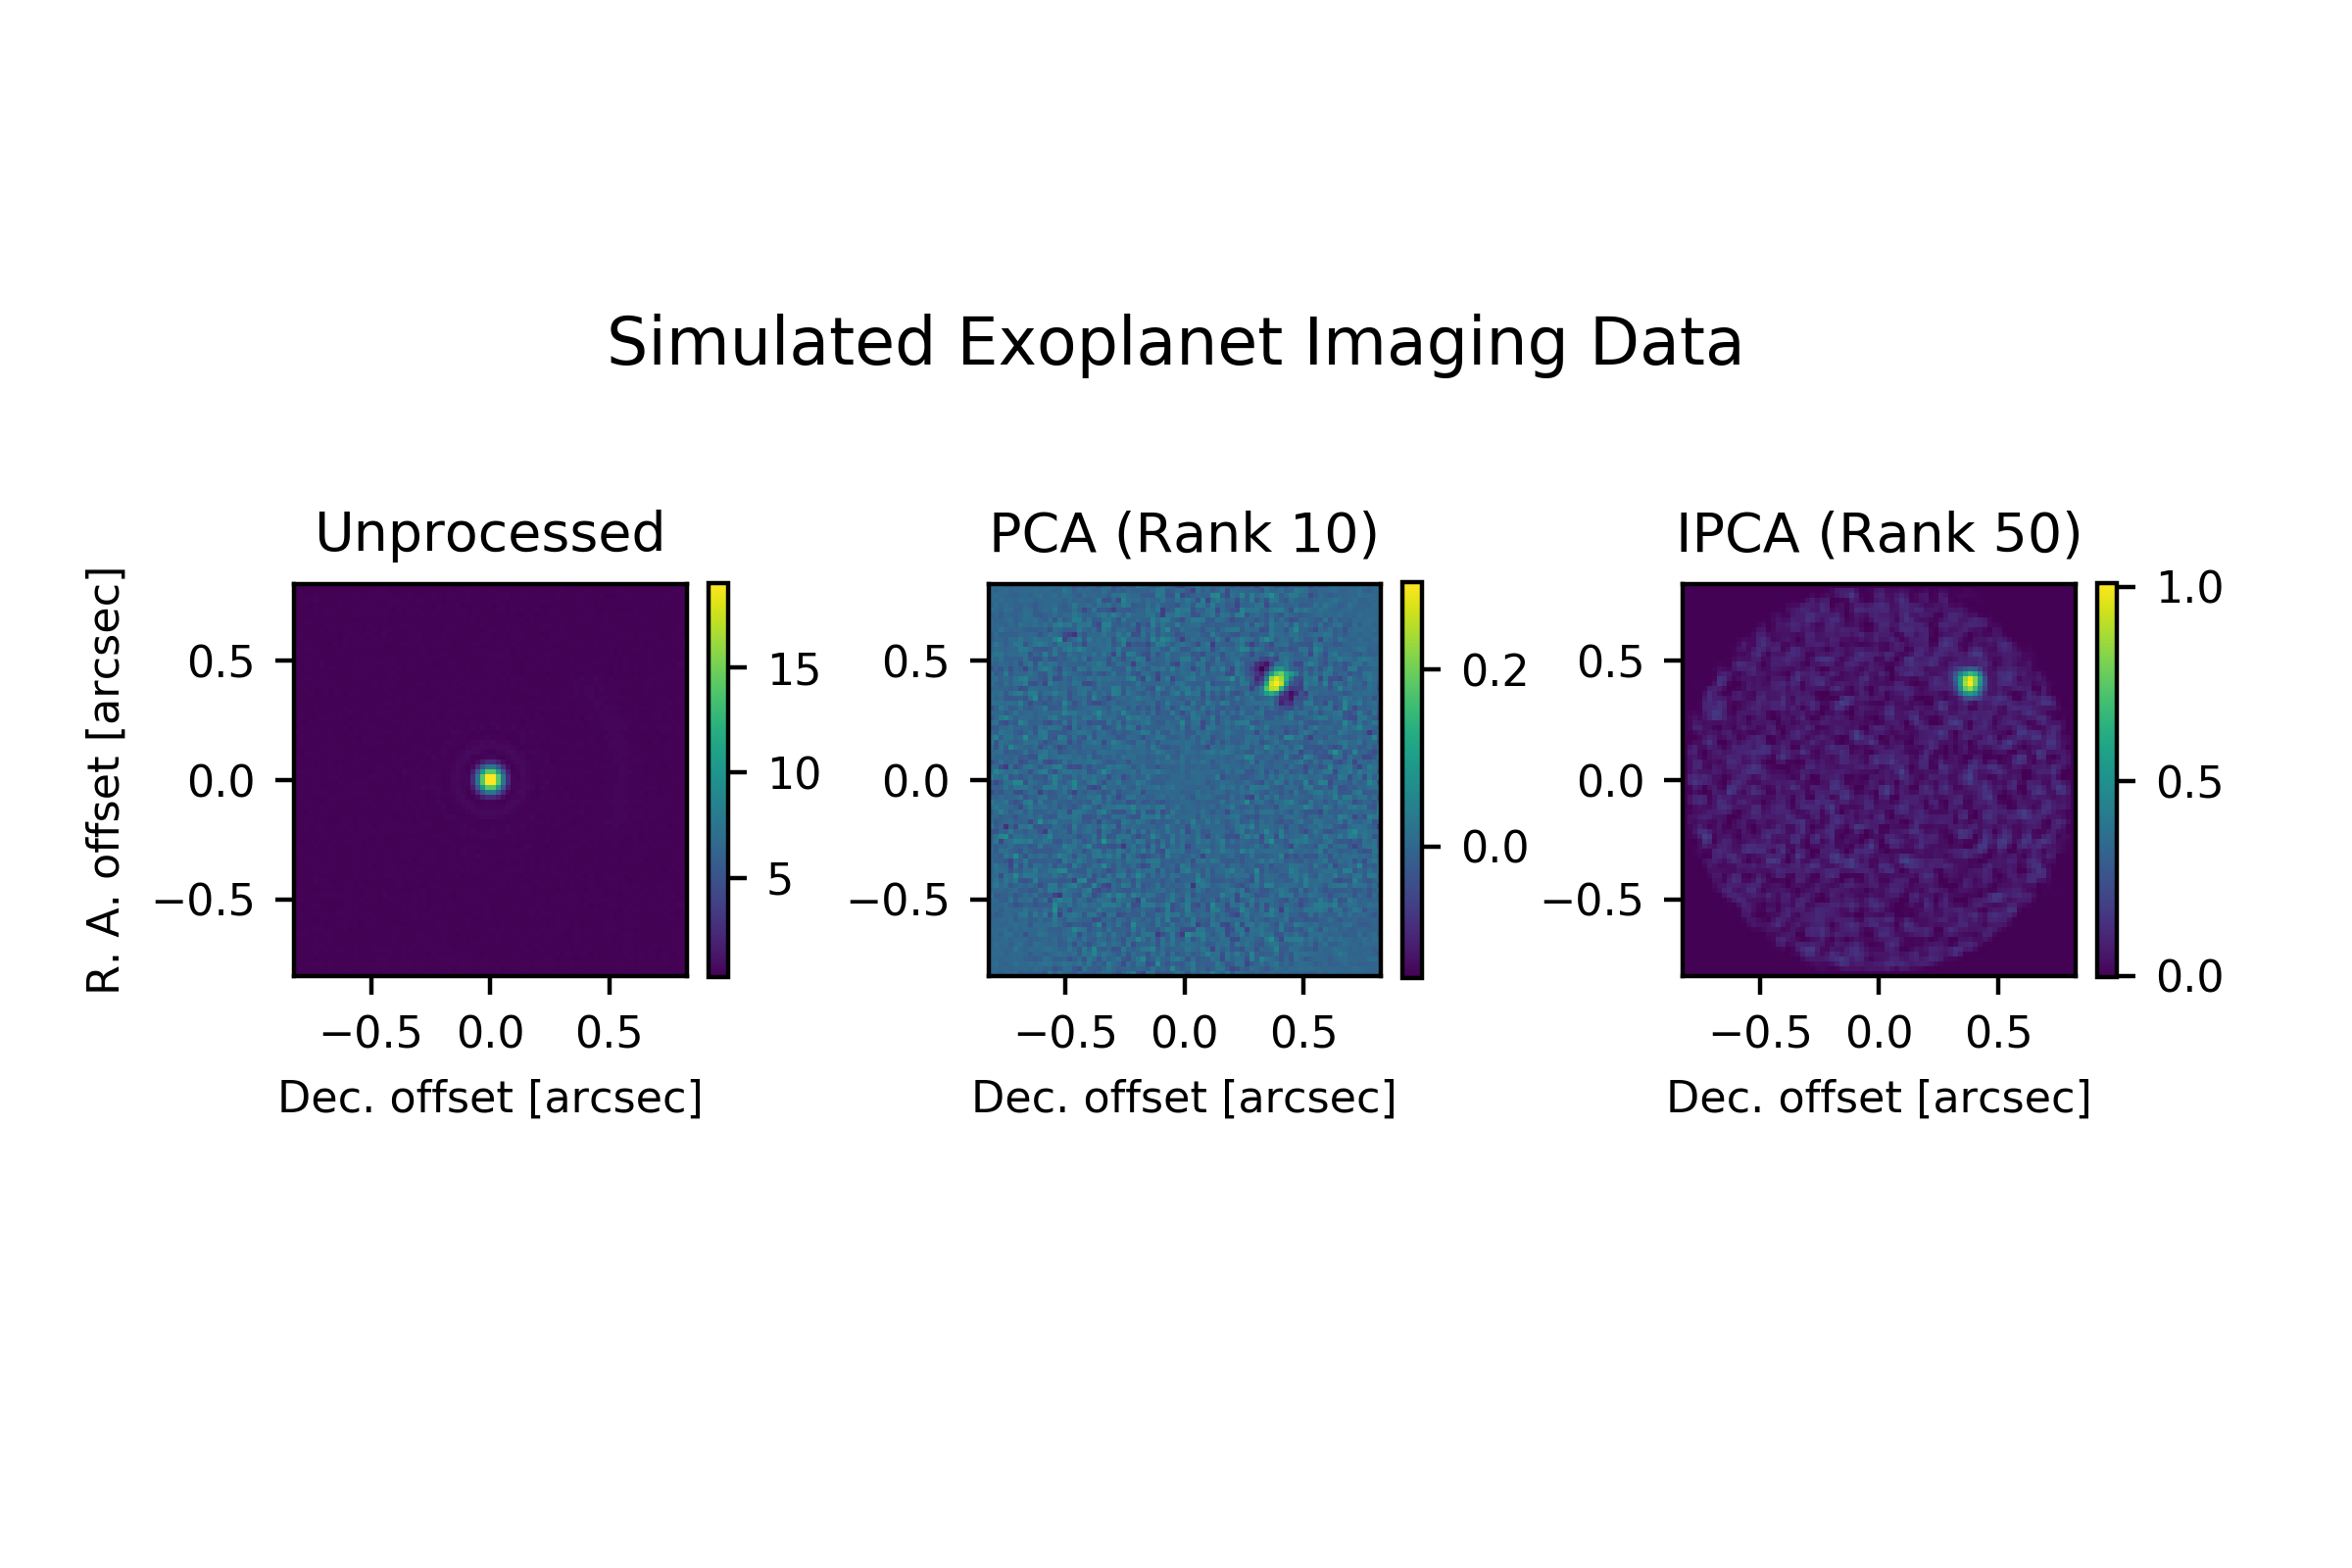 Simulated Exoplanet Imaging Data
Unprocessed
PCA (Rank 10)
IPCA (Rank 50)
R. A. offset [arcsec]
0.5
0.0
−0.5
−0.5 0.0 0.5
Dec. offset [arcsec]
15
10
5
0.5
0.0
−0.5
−0.5 0.0 0.5
Dec. offset [arcsec]
0.2
0.0
0.5
0.0
−0.5
−0.5 0.0 0.5
Dec. offset [arcsec]
1.0
0.5
0.0